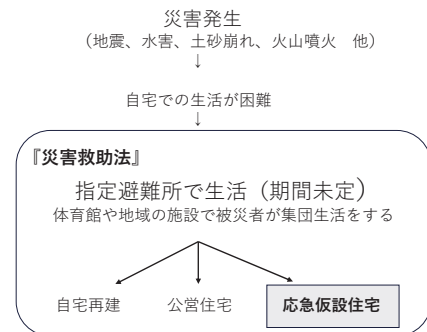 災害発生
（地震、水害、土砂崩れ、火山噴火　他）
↓
自宅での生活が困難
↓
『災害救助法』
指定避難所で生活（期間未定）
体育館や地域の施設で被災者が集団生活をする
自宅再建　公営住宅　応急仮設住宅